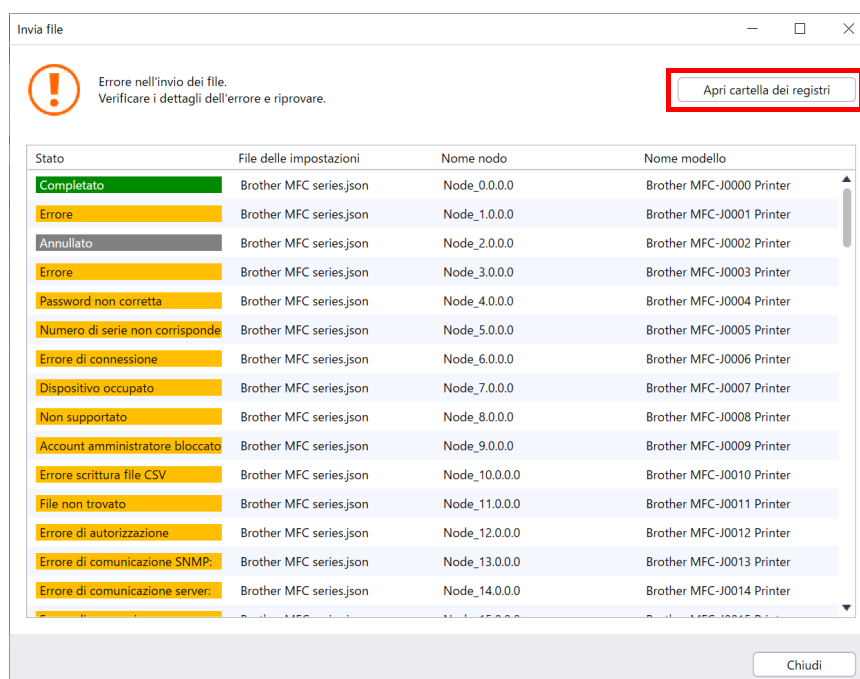 Invia file
Errore nell'invio dei file.
Verificare i dettagli dell'errore e riprovare.
Apri cartella dei registri
Stato File delle impostazioni Nome nodo Nome modello
Completato Brother MFC series.json Node_0.0.0.0 Brother MFC-J0000 Printer
Errore Brother MFC series.json Node_1.0.0.0 Brother MFC-J0001 Printer
Annullato Brother MFC series.json Node_2.0.0.0 Brother MFC-J0002 Printer
Errore Brother MFC series.json Node_3.0.0.0 Brother MFC-J0003 Printer
Password non corretta Brother MFC series.json Node_4.0.0.0 Brother MFC-J0004 Printer
Numero di serie non corrisponde Brother MFC series.json Node_5.0.0.0 Brother MFC-J0005 Printer
Errore di connessione Brother MFC series.json Node_6.0.0.0 Brother MFC-J0006 Printer
Dispositivo occupato Brother MFC series.json Node_7.0.0.0 Brother MFC-J0007 Printer
Non supportato Brother MFC series.json Node_8.0.0.0 Brother MFC-J0008 Printer
Account amministratore bloccato Brother MFC series.json Node_9.0.0.0 Brother MFC-J0009 Printer
Errore scrittura file CSV Brother MFC series.json Node_10.0.0.0 Brother MFC-J0010 Printer
File non trovato Brother MFC series.json Node_11.0.0.0 Brother MFC-J0011 Printer
Errore di autorizzazione Brother MFC series.json Node_12.0.0.0 Brother MFC-J0012 Printer
Errore di comunicazione SNMP: Brother MFC series.json Node_13.0.0.0 Brother MFC-J0013 Printer
Errore di comunicazione server: Brother MFC series.json Node_14.0.0.0 Brother MFC-J0014 Printer
Chiudi